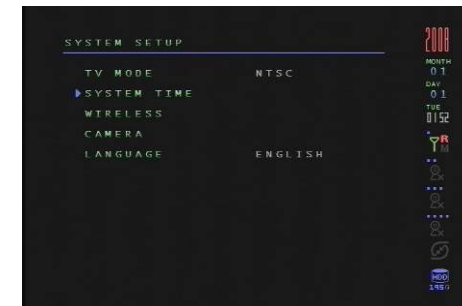 SYSTEM SETUP
TV MODE NTSC
SYSTEM TIME
WIRELESS
CAMERA
LANGUAGE ENGLISH
2008
MONTH
01
DAY
01
TUE
0152
R
M
HDD